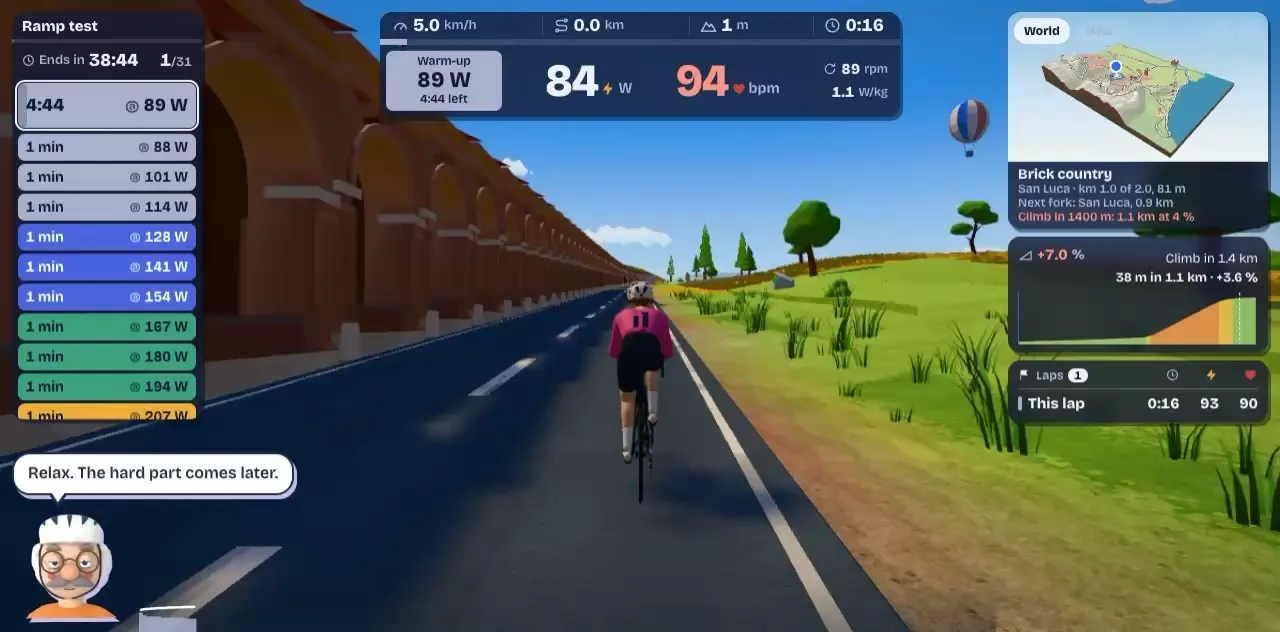 Ramp test
Ends in 38:44 1/31
4:44 89 W
1 min 88 W
1 min 101 W
1 min 114 W
1 min 128 W
1 min 141 W
1 min 154 W
1 min 167 W
1 min 180 W
1 min 194 W
1 min 207 W
Relax. The hard part comes later.
5.0 km/h 0.0 km 1 m 0:16
Warm-up
89 W
4:44 left
84 W 94 bpm
89 rpm
1.1 W/kg
World
Brick country
San Luca · km 1.0 of 2.0, 81 m
Next fork: San Luca, 0.9 km
Climb in 1400 m: 1.1 km at 4 %
+7.0 % Climb in 1.4 km
38 m in 1.1 km · +3.6 %
Laps 1
This lap 0:16 93 90